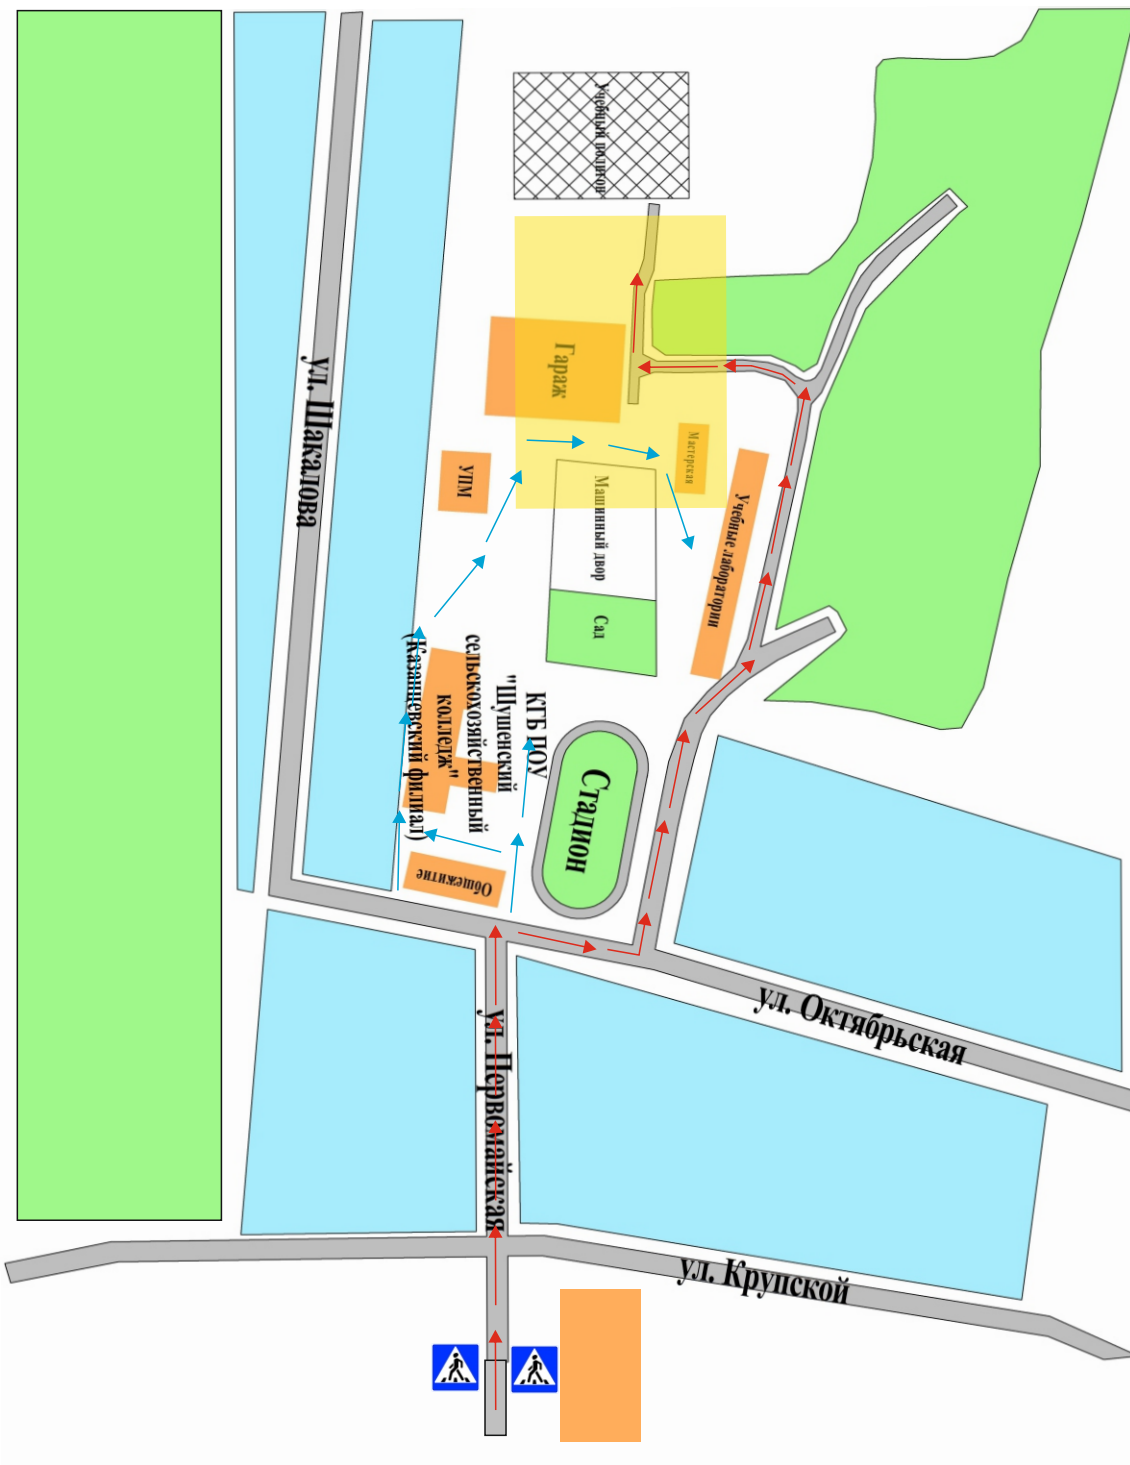 Учебный полигон
Гараж
ул. Шакалова
УПМ
Мастерская
Машинный двор
Учебные лаборатории
Сад
КГБ ПОУ
"Шушенский
сельскохозяйственный
колледж"
(Казанцевский филиал)
Стадион
Общежитие
ул. Октябрьская
ул. Первомайская
ул. Крупской